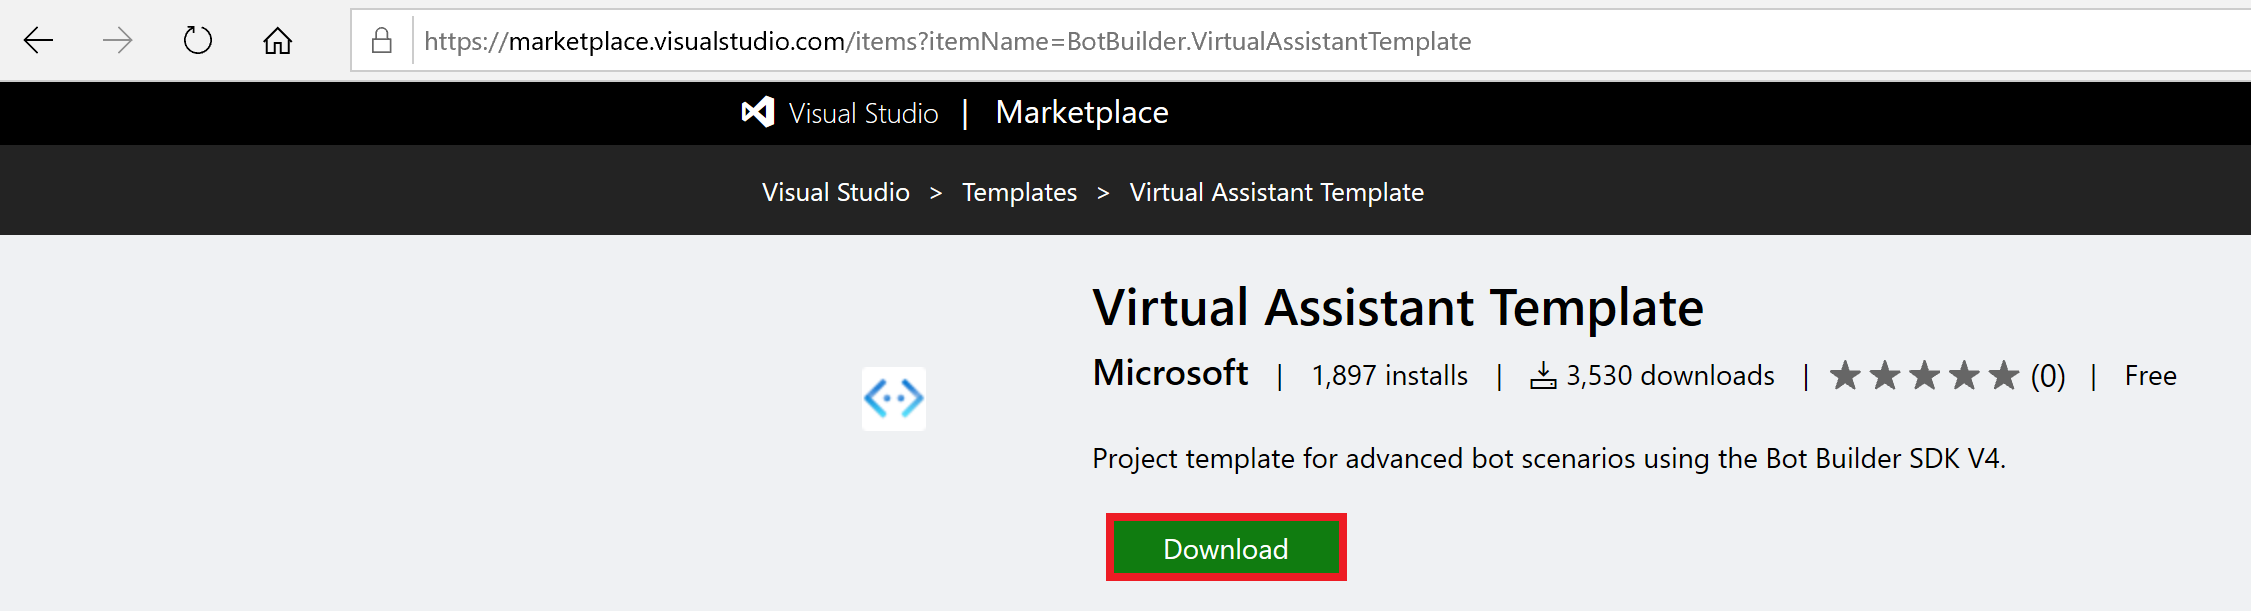 https://marketplace.visualstudio.com/items?itemName=BotBuilder.VirtualAssistantTemplate
Visual Studio | Marketplace
Visual Studio > Templates > Virtual Assistant Template
Virtual Assistant Template
Microsoft | 1,897 installs | 3,530 downloads | ★★★★★ (0) | Free
Project template for advanced bot scenarios using the Bot Builder SDK V4.
Download